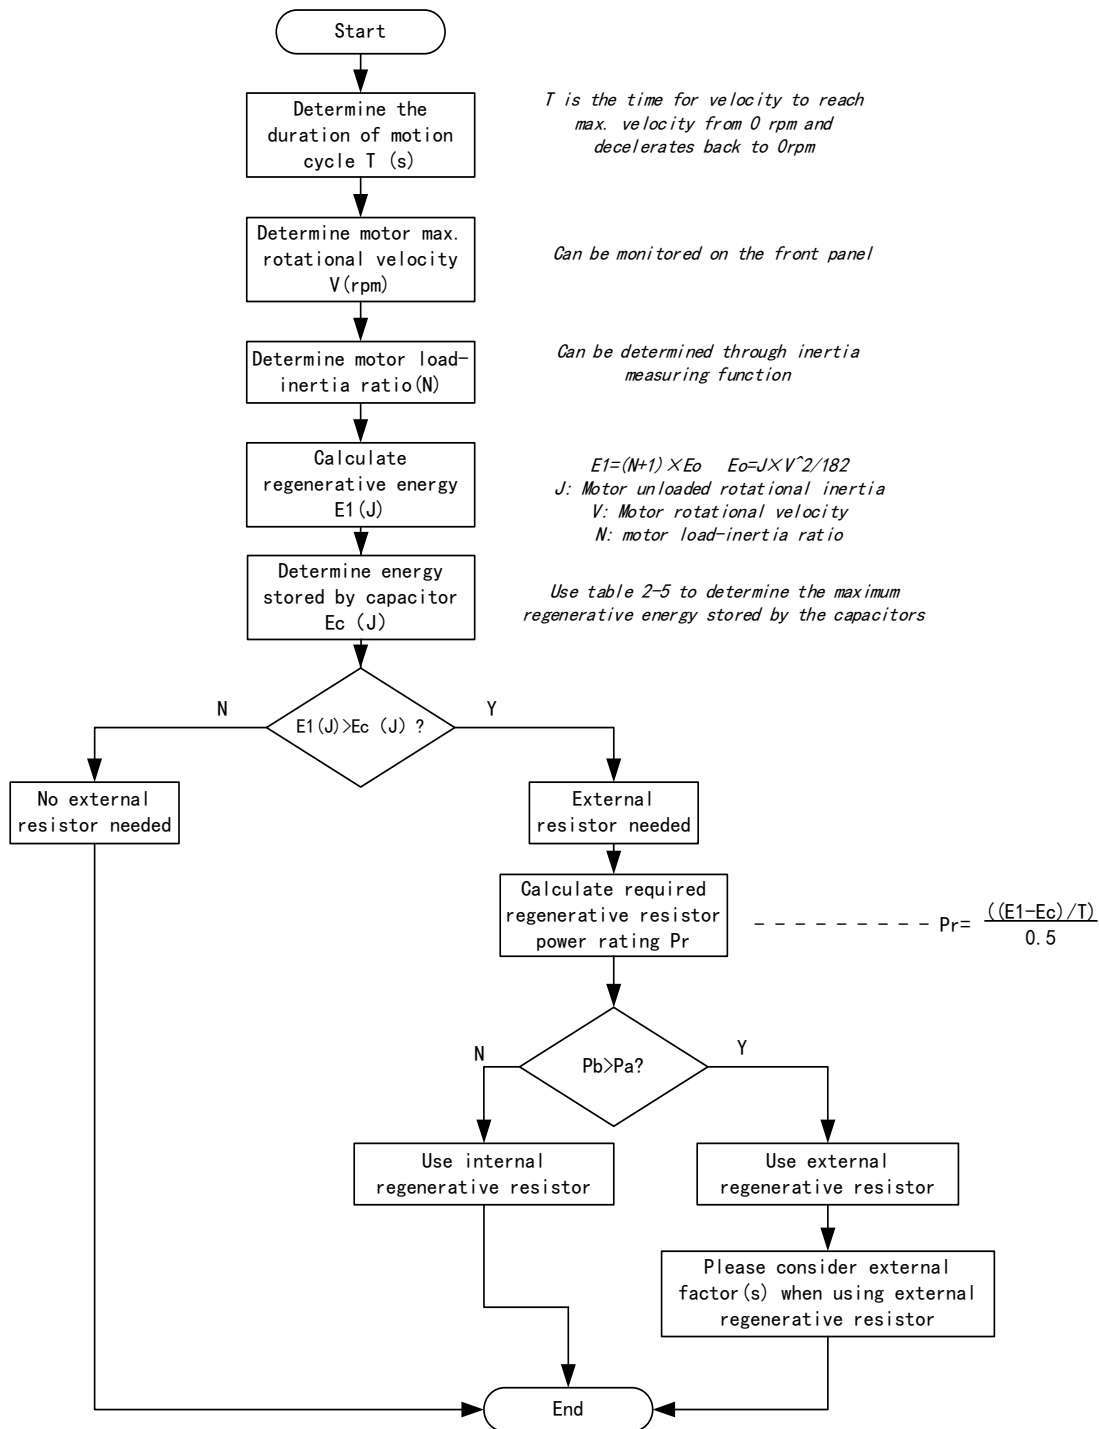 Start
Determine the
duration of motion
cycle T (s)
T is the time for velocity to reach
max. velocity from 0 rpm and
decelerates back to 0rpm
Determine motor max.
rotational velocity
V(rpm)
Can be monitored on the front panel
Determine motor load-
inertia ratio(N)
Can be determined through inertia
measuring function
Calculate
regenerative energy
E1(J)
E1=(N+1)×Eo Eo=J×V^2/182
J: Motor unloaded rotational inertia
V: Motor rotational velocity
N: motor load-inertia ratio
Determine energy
stored by capacitor
Ec (J)
Use table 2-5 to determine the maximum
regenerative energy stored by the capacitors
N
Y
E1(J)>Ec (J) ?
No external
resistor needed
External
resistor needed
Calculate required
regenerative resistor
power rating Pr
Pr= ((E1-Ec)/T)
0.5
N
Y
Pb>Pa?
Use internal
regenerative resistor
Use external
regenerative resistor
Please consider external
factor(s) when using external
regenerative resistor
End